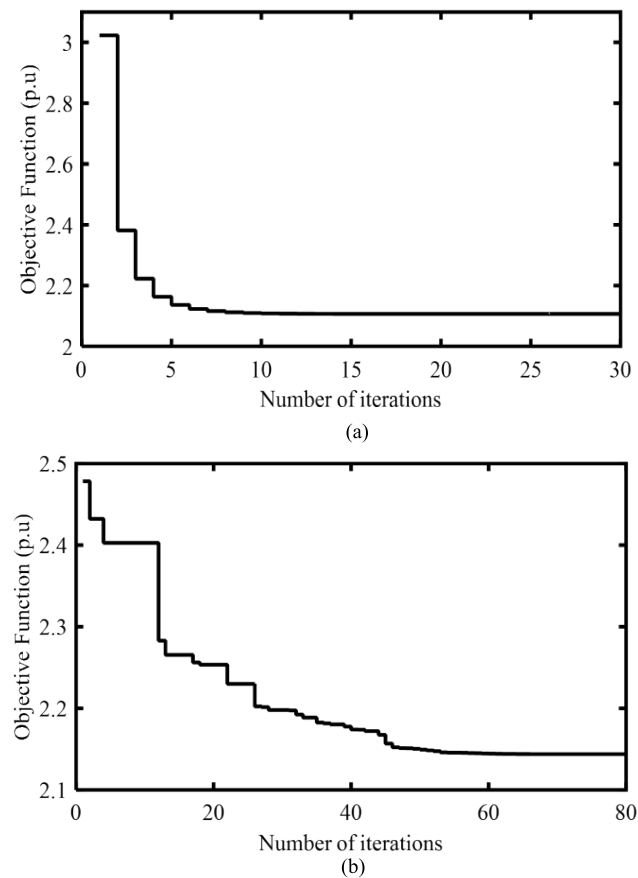 3
2.8
2.6
2.4
2.2
2
Objective Function (p.u)
0 5 10 15 20 25 30
Number of iterations
(a)
2.5
2.4
2.3
2.2
2.1
Objective Function (p.u)
0 20 40 60 80
Number of iterations
(b)